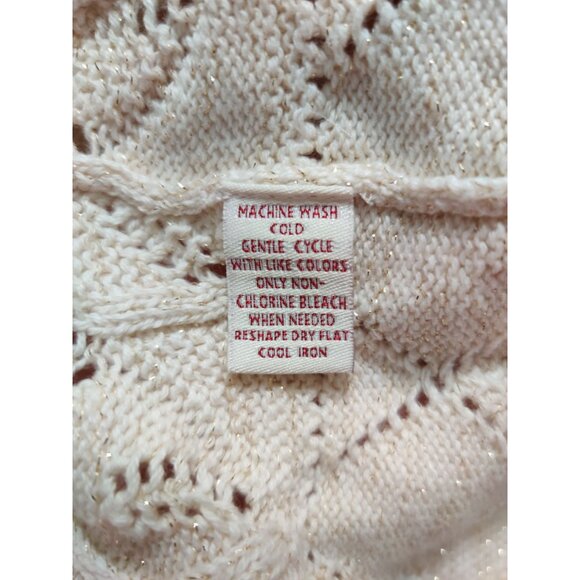 MACHINE WASH
COLD
GENTLE CYCLE
WITH LIKE COLORS
ONLY NON-
CHLORINE BLEACH
WHEN NEEDED
RESHAPE DRY FLAT
COOL IRON